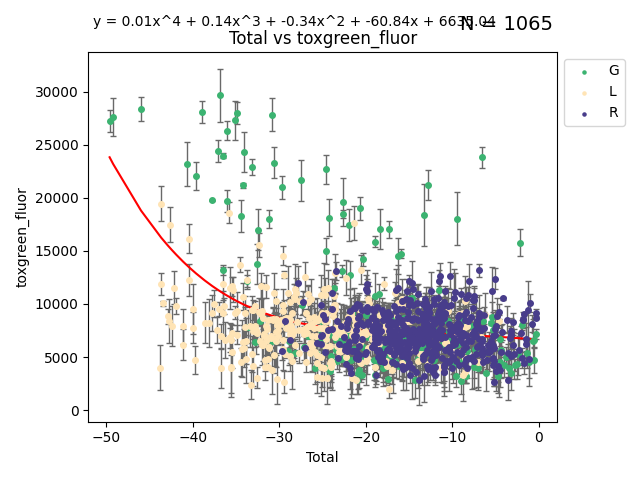 y = 0.01x^4 + 0.14x^3 + -0.34x^2 + -60.84x + 6635.04
N = 1065
Total vs toxgreen_fluor
30000
25000
20000
15000
10000
5000
0
toxgreen_fluor
−50
−40
−30
−20
−10
0
Total
G
L
R